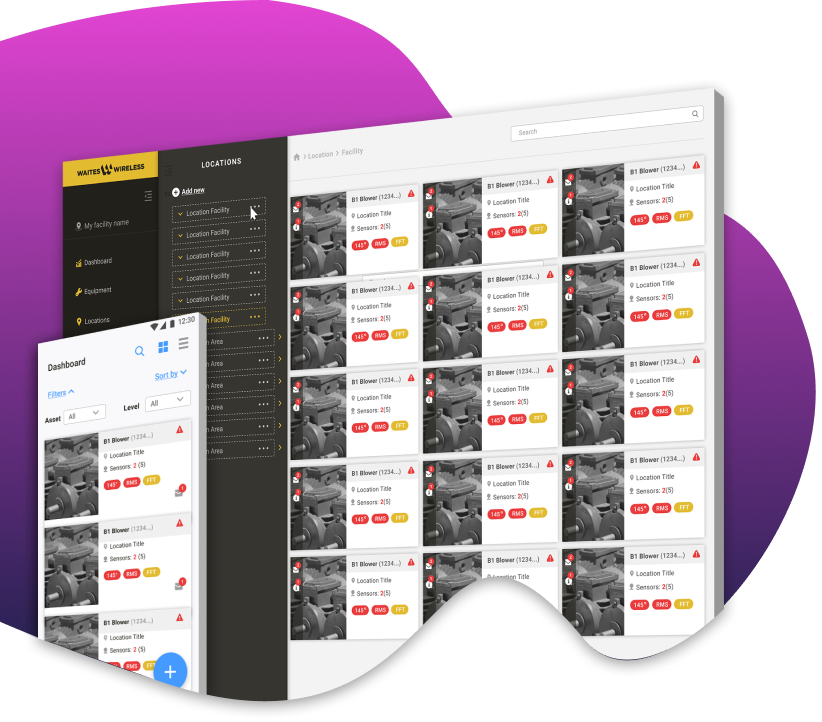 WAITES WIRELESS
My facility name
Dashboard
Equipment
Locations
LOCATIONS
Add new
Location Facility
Location Facility
Location Facility
Location Facility
Location Facility
Facility
Area
Area
Area
Area
Area
Area
Location > Facility
Search
B1 Blower (1234...)
Location Title
Sensors: 2(5)
145° RMS FFT
B1 Blower (1234...)
Location Title
Sensors: 2(5)
145° RMS FFT
B1 Blower (1234...)
Location Title
Sensors: 2(5)
145° RMS FFT
B1 Blower (1234...)
Location Title
Sensors: 2(5)
145° RMS FFT
B1 Blower (1234...)
Location Title
Sensors: 2(5)
145° RMS FFT
B1 Blower (1234...)
Location Title
Sensors: 2(5)
145° RMS FFT
B1 Blower (1234...)
Location Title
Sensors: 2(5)
145° RMS FFT
B1 Blower (1234...)
Location Title
Sensors: 2(5)
145° RMS FFT
B1 Blower (1234...)
Location Title
Sensors: 2(5)
145° RMS FFT
B1 Blower (1234...)
Location Title
Sensors: 2(5)
145° RMS FFT
B1 Blower (1234...)
Location Title
Sensors: 2(5)
145° RMS FFT
B1 Blower (1234...)
Location Title
Sensors: 2(5)
145° RMS FFT
B1 Blower (1234...)
Location Title
Sensors: 2(5)
145° RMS FFT
B1 Blower (1234...)
Location Title
B1 Blower (1234...)
Location Title
Sensors: 2(5)
145° RMS FFT
12:30
Dashboard
Sort by
Filters
Asset All Level All
B1 Blower (1234...)
Location Title
Sensors: 2 (5)
145° RMS FFT
B1 Blower (1234...)
Location Title
Sensors: 2 (5)
145° RMS FFT
B1 Blower (1234...)
Location Title
Sensors: 2 (5)
RMS FFT